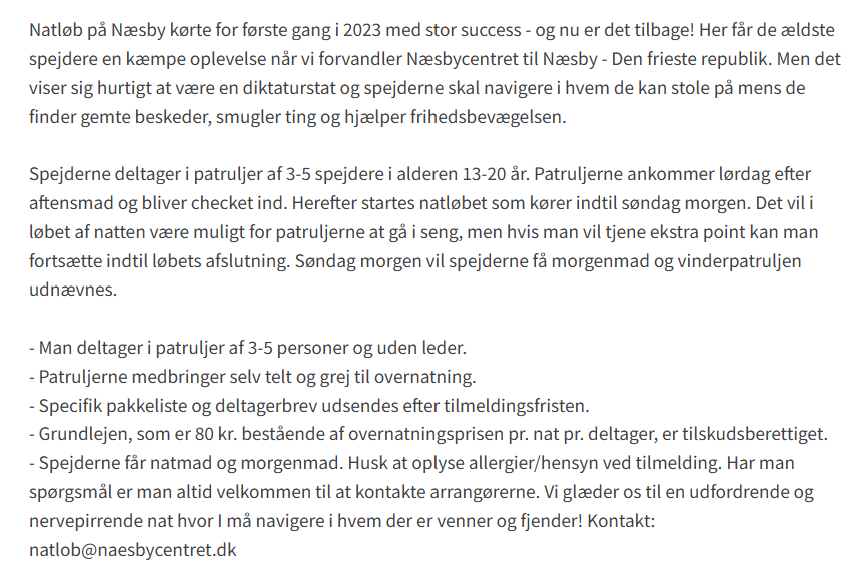 Natløb på Næsby kørte for første gang i 2023 med stor success - og nu er det tilbage! Her får de ældste
spejdere en kæmpe oplevelse når vi forvandler Næsbycentret til Næsby - Den frieste republik. Men det
viser sig hurtigt at være en diktaturstat og spejderne skal navigere i hvem de kan stole på mens de
finder gemte beskeder, smugler ting og hjælper frihedsbevægelsen.

Spejderne deltager i patruljer af 3-5 spejdere i alderen 13-20 år. Patruljerne ankommer lørdag efter
aftensmad og bliver checket ind. Herefter startes natløbet som kører indtil søndag morgen. Det vil i
løbet af natten være muligt for patruljerne at gå i seng, men hvis man vil tjene ekstra point kan man
fortsætte indtil løbets afslutning. Søndag morgen vil spejderne få morgenmad og vinderpatruljen
udnævnes.

- Man deltager i patruljer af 3-5 personer og uden leder.
- Patruljerne medbringer selv telt og grej til overnatning.
- Specifik pakkeliste og deltagerbrev udsendes efter tilmeldingsfristen.
- Grundlejen, som er 80 kr. bestående af overnatningsprisen pr. nat pr. deltager, er tilskudsberettiget.
- Spejderne får natmad og morgenmad. Husk at oplyse allergier/hensyn ved tilmelding. Har man
spørgsmål er man altid velkommen til at kontakte arrangørerne. Vi glæder os til en udfordrende og
nervepirrende nat hvor I må navigere i hvem der er venner og fjender! Kontakt:
natlob@naesbycentret.dk